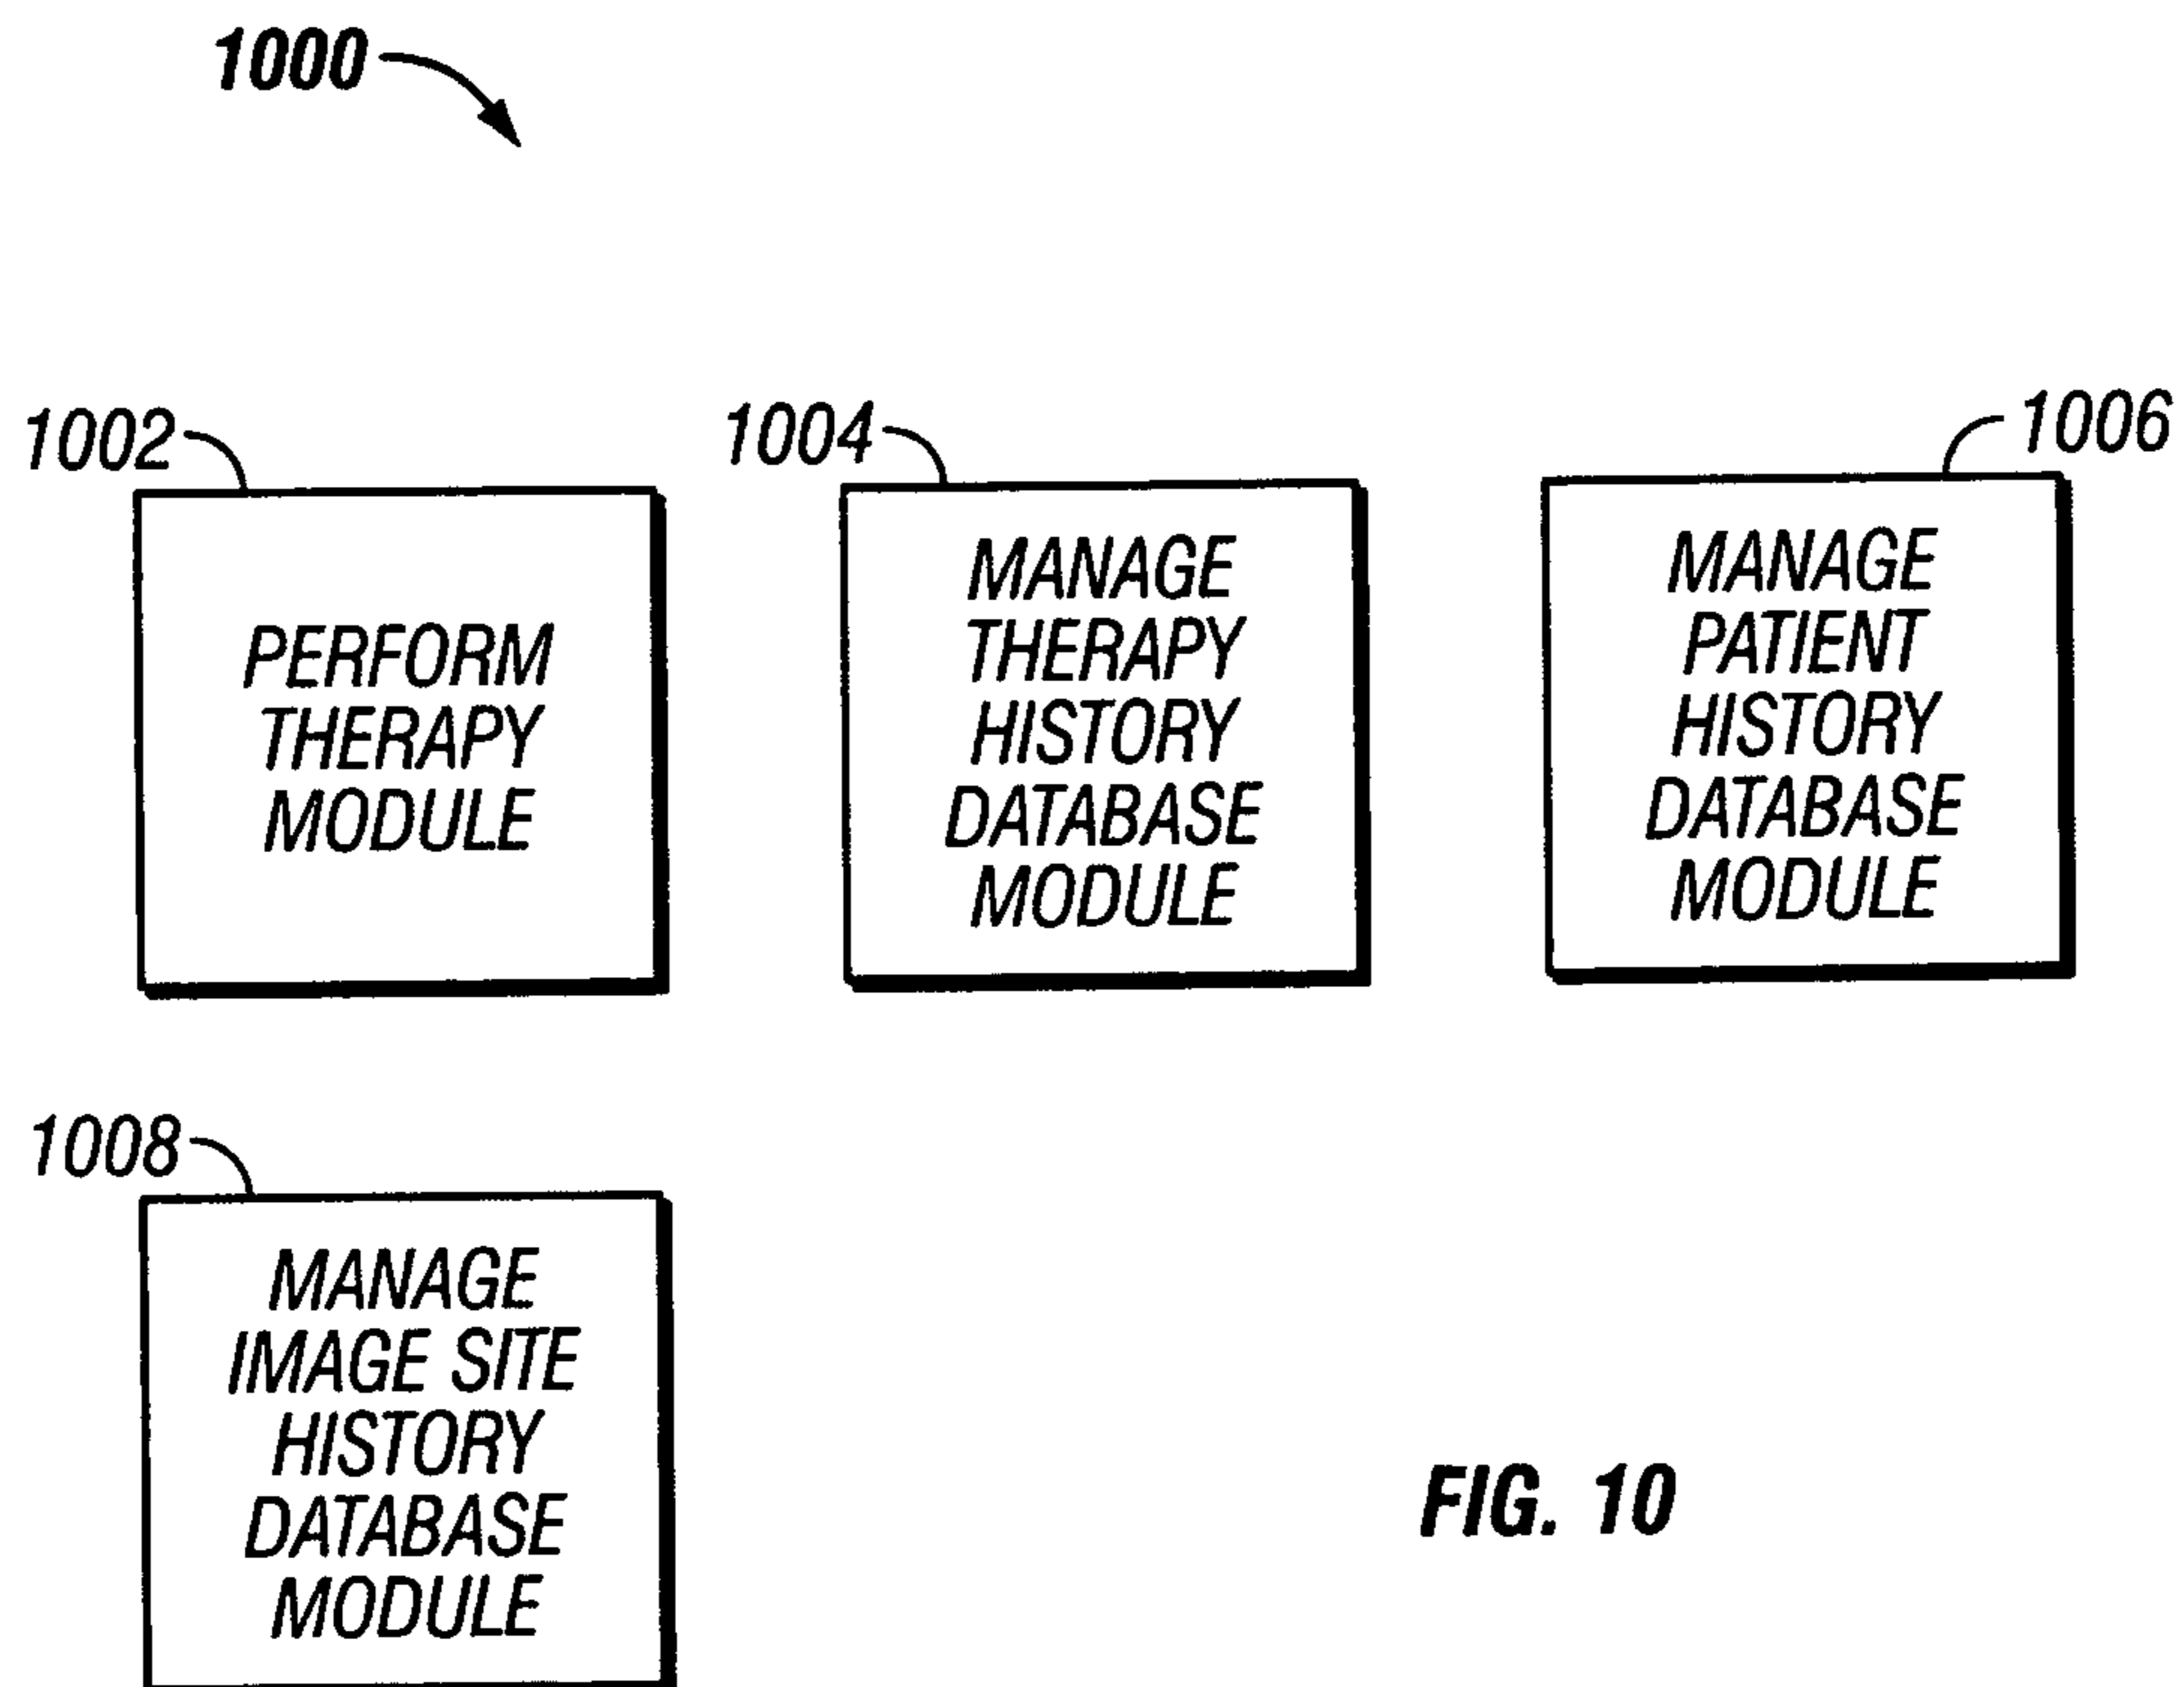 1000
1002
PERFORM
THERAPY
MODULE
1004
MANAGE
THERAPY
HISTORY
DATABASE
MODULE
1006
MANAGE
PATIENT
HISTORY
DATABASE
MODULE
1008
MANAGE
IMAGE SITE
HISTORY
DATABASE
MODULE
FIG. 10